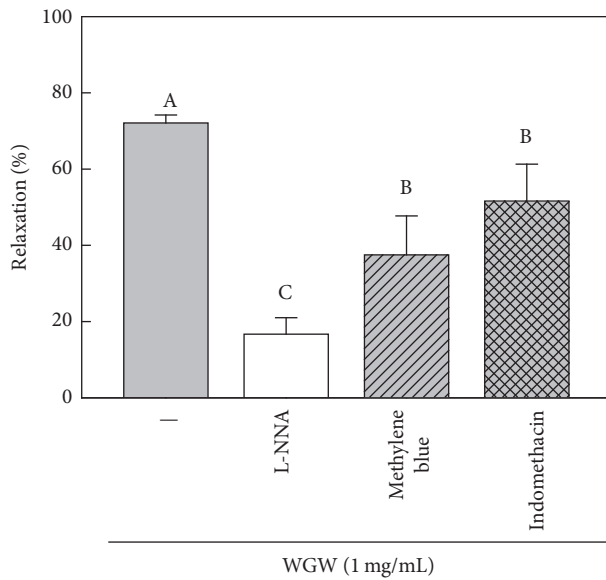 100
80
60
40
20
0
Relaxation (%)
A
C
B
B
—
L-NNA
Methylene
blue
Indomethacin
WGW (1 mg/mL)